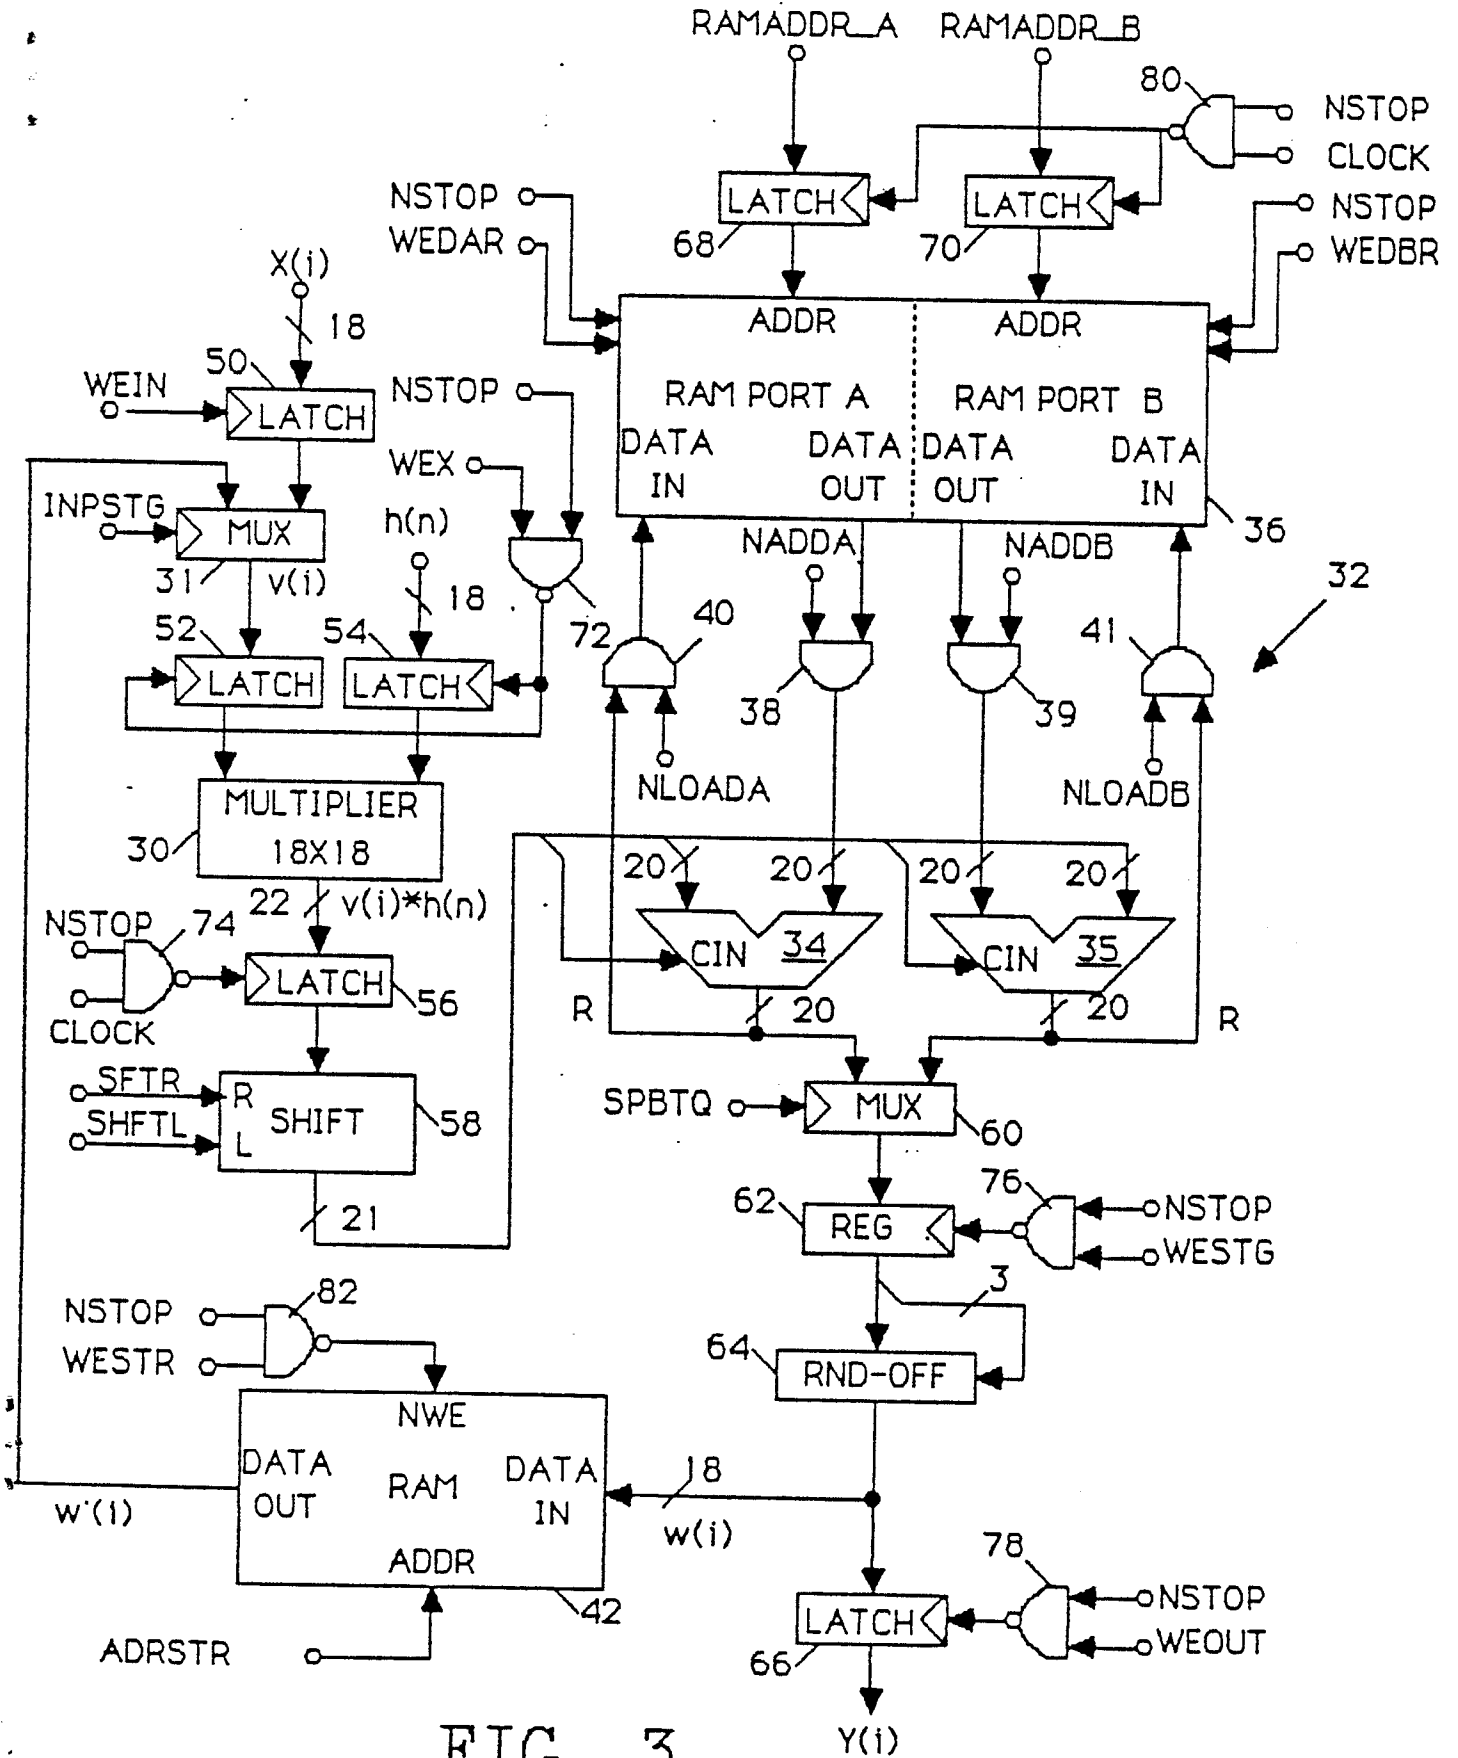 RAMADDR_A RAMADDR_B
80
NSTOP
CLOCK
NSTOP
WEDAR
LATCH
68
LATCH
70
NSTOP
WEDBR
X(i)
18
50
WEIN
LATCH
NSTOP
WEX
ADDR
ADDR
RAM PORT A
RAM PORT B
DATA IN
DATA OUT
DATA OUT
DATA IN
36
INPSTG
MUX
31
v(i)
h(n)
18
72
NADDA
NADDB
32
52
LATCH
54
LATCH
40
38
39
41
NLOADA
NLOADB
MULTIPLIER
18X18
30
22
v(i)*h(n)
20
20
20
20
NSTOP
74
CLOCK
LATCH
56
CIN
34
CIN
35
R
20
20
R
SFTR
SHFTL
R
L
SHIFT
58
SPBTQ
MUX
60
21
62
REG
76
NSTOP
WESTG
3
NSTOP
82
WESTR
64
RND-OFF
NWE
DATA OUT
RAM
DATA IN
ADDR
42
w'(i)
18
w(i)
ADRSTR
78
NSTOP
WEOUT
LATCH
66
Y(i)
FIG. 3